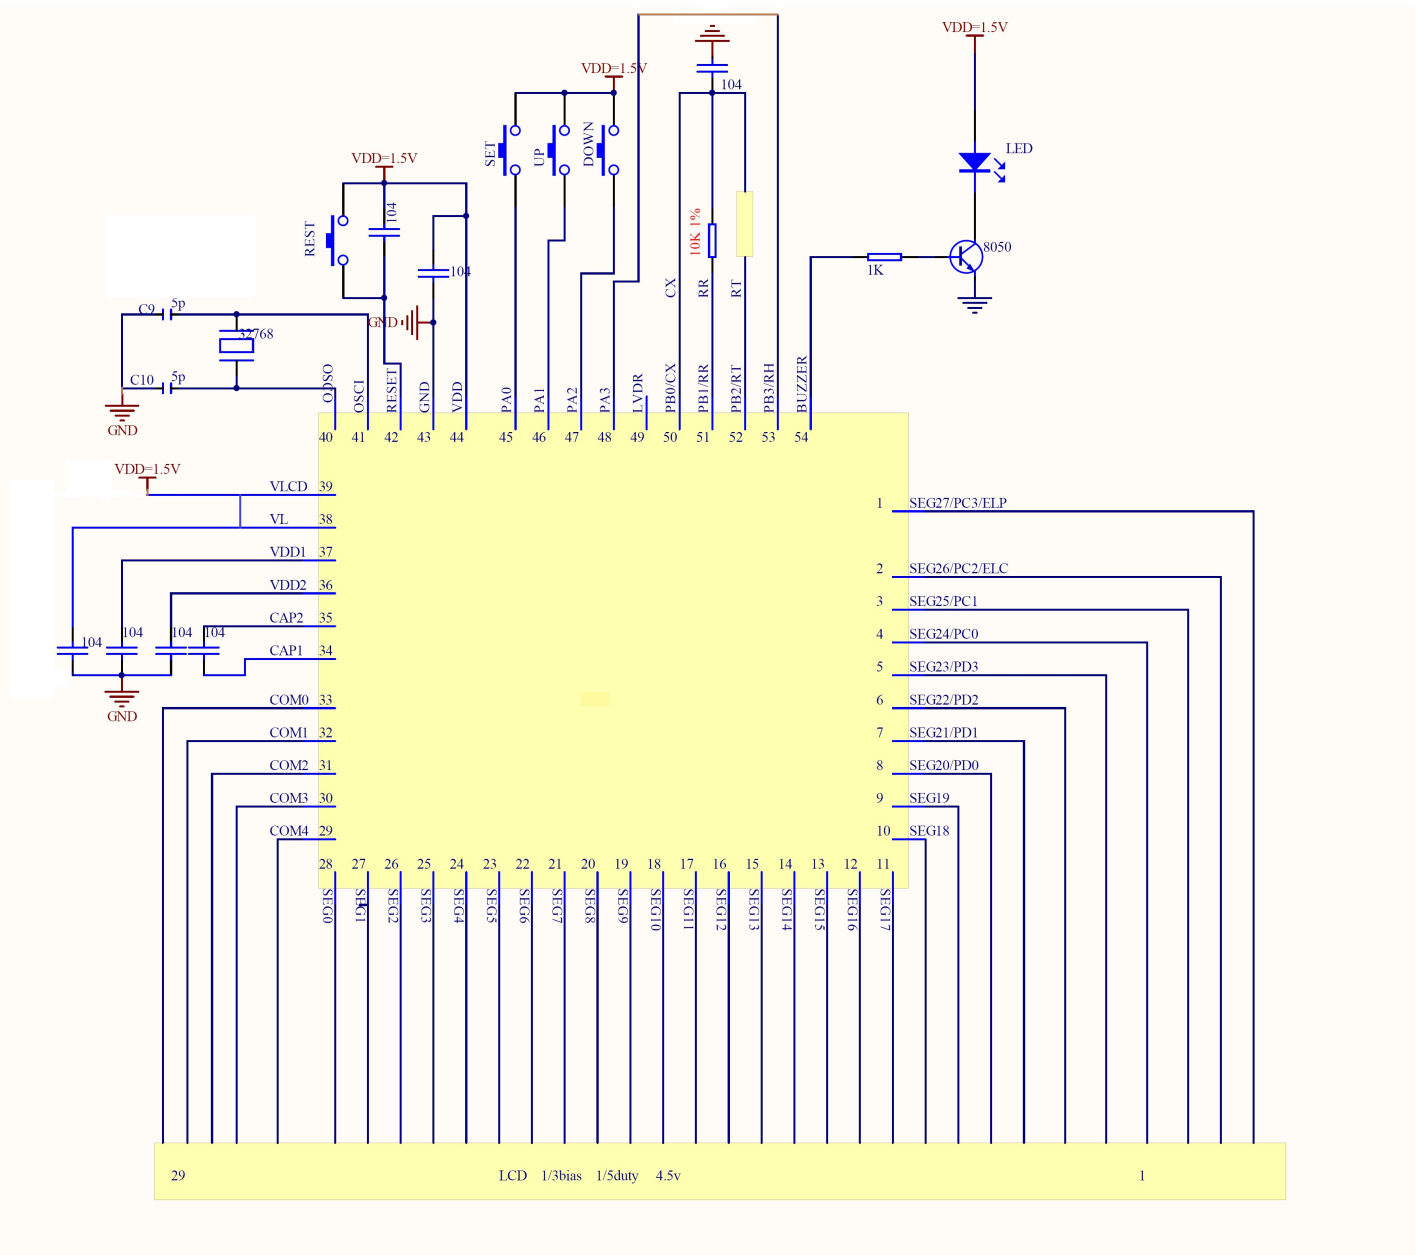 VDD=1.5V
VDD=1.5V
104
SET
UP
DOWN
LED
VDD=1.5V
104
REST
10K 1%
8050
1K
104
CX
RR
RT
C9
5p
32768
GND
C10
5p
GND
ODSO
OSCI
RESET
GND
VDD
PA0
PA1
PA2
PA3
LVDR
PB0/CX
PB1/RR
PB2/RT
PB3/RH
BUZZER
40 41 42 43 44 45 46 47 48 49 50 51 52 53 54
VDD=1.5V
VLCD 39
VL 38
VDD1 37
VDD2 36
CAP2 35
CAP1 34
104 104 104 104
GND
COM0 33
COM1 32
COM2 31
COM3 30
COM4 29
1 SEG27/PC3/ELP
2 SEG26/PC2/ELC
3 SEG25/PC1
4 SEG24/PC0
5 SEG23/PD3
6 SEG22/PD2
7 SEG21/PD1
8 SEG20/PD0
9 SEG19
10 SEG18
28 27 26 25 24 23 22 21 20 19 18 17 16 15 14 13 12 11
SEG0
SEG1
SEG2
SEG3
SEG4
SEG5
SEG6
SEG7
SEG8
SEG9
SEG10
SEG11
SEG12
SEG13
SEG14
SEG15
SEG16
SEG17
29 LCD 1/3bias 1/5duty 4.5v 1